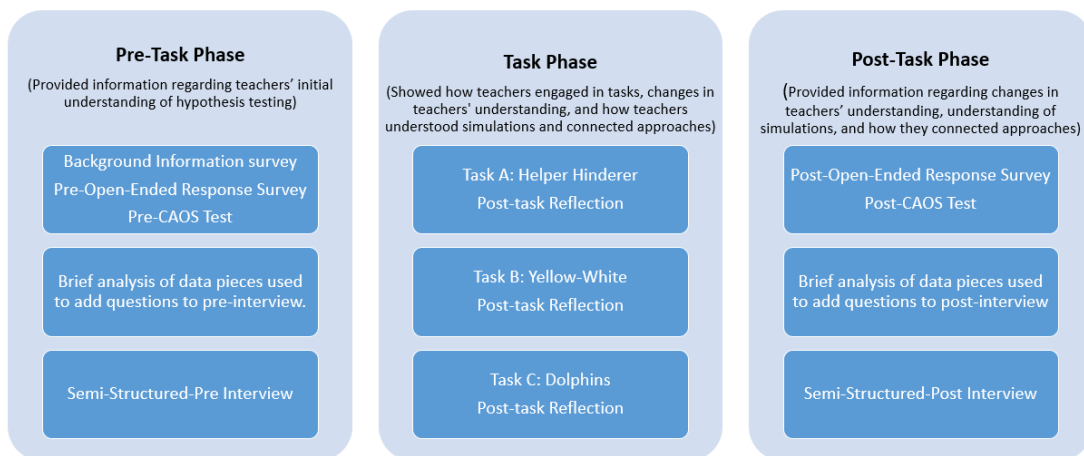 Pre-Task Phase
(Provided information regarding teachers’ initial
understanding of hypothesis testing)
Background Information survey
Pre-Open-Ended Response Survey
Pre-CAOS Test
Brief analysis of data pieces used
to add questions to pre-interview.
Semi-Structured-Pre Interview
Task Phase
(Showed how teachers engaged in tasks, changes in
teachers' understanding, and how teachers
understood simulations and connected approaches)
Task A: Helper Hinderer
Post-task Reflection
Task B: Yellow-White
Post-task Reflection
Task C: Dolphins
Post-task Reflection
Post-Task Phase
(Provided information regarding changes in
teachers’ understanding, understanding of
simulations, and how they connected approaches)
Post-Open-Ended Response Survey
Post-CAOS Test
Brief analysis of data pieces used
to add questions to post-interview
Semi-Structured-Post Interview